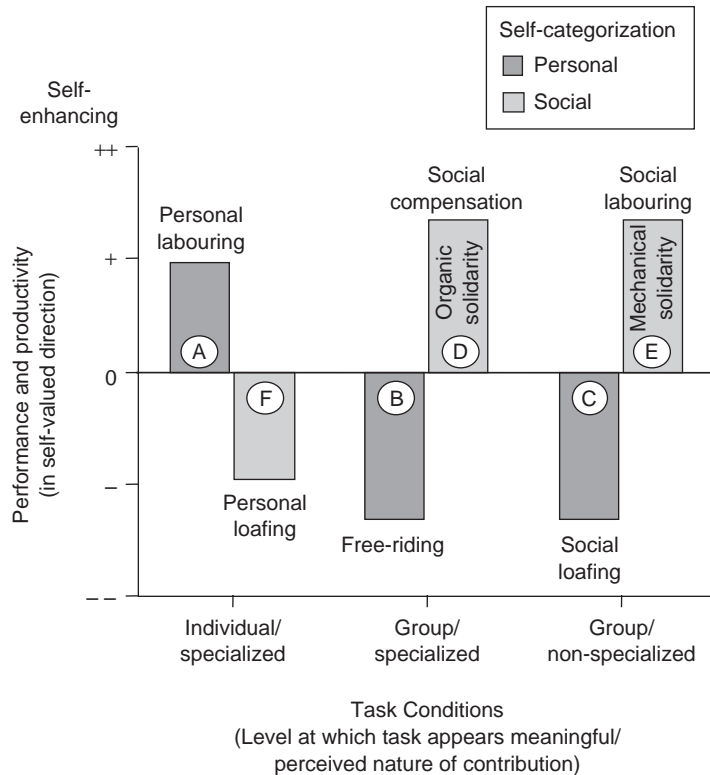 Self-categorization
Personal
Social
Self-
enhancing
Performance and productivity
(in self-valued direction)
++
+
0
–
– –
Personal
labouring
A
F
Personal
loafing
Social
compensation
Organic
solidarity
D
B
Free-riding
Social
labouring
Mechanical
solidarity
E
C
Social
loafing
Individual/
specialized
Group/
specialized
Group/
non-specialized
Task Conditions
(Level at which task appears meaningful/
perceived nature of contribution)